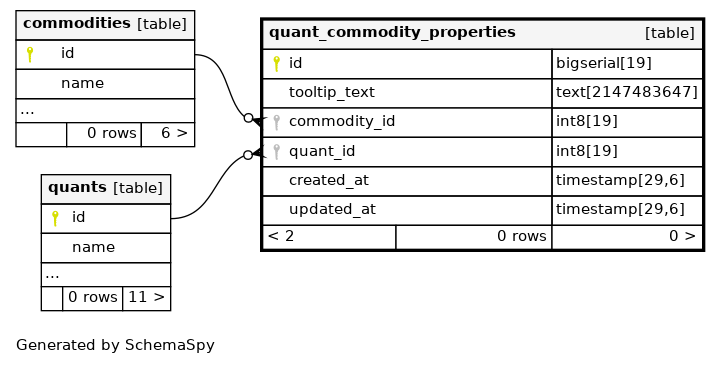 commodities [table]
id
name
...
0 rows 6 >
quants [table]
id
name
...
0 rows 11 >
quant_commodity_properties [table]
id bigserial[19]
tooltip_text text[2147483647]
commodity_id int8[19]
quant_id int8[19]
created_at timestamp[29,6]
updated_at timestamp[29,6]
< 2 0 rows 0 >
Generated by SchemaSpy